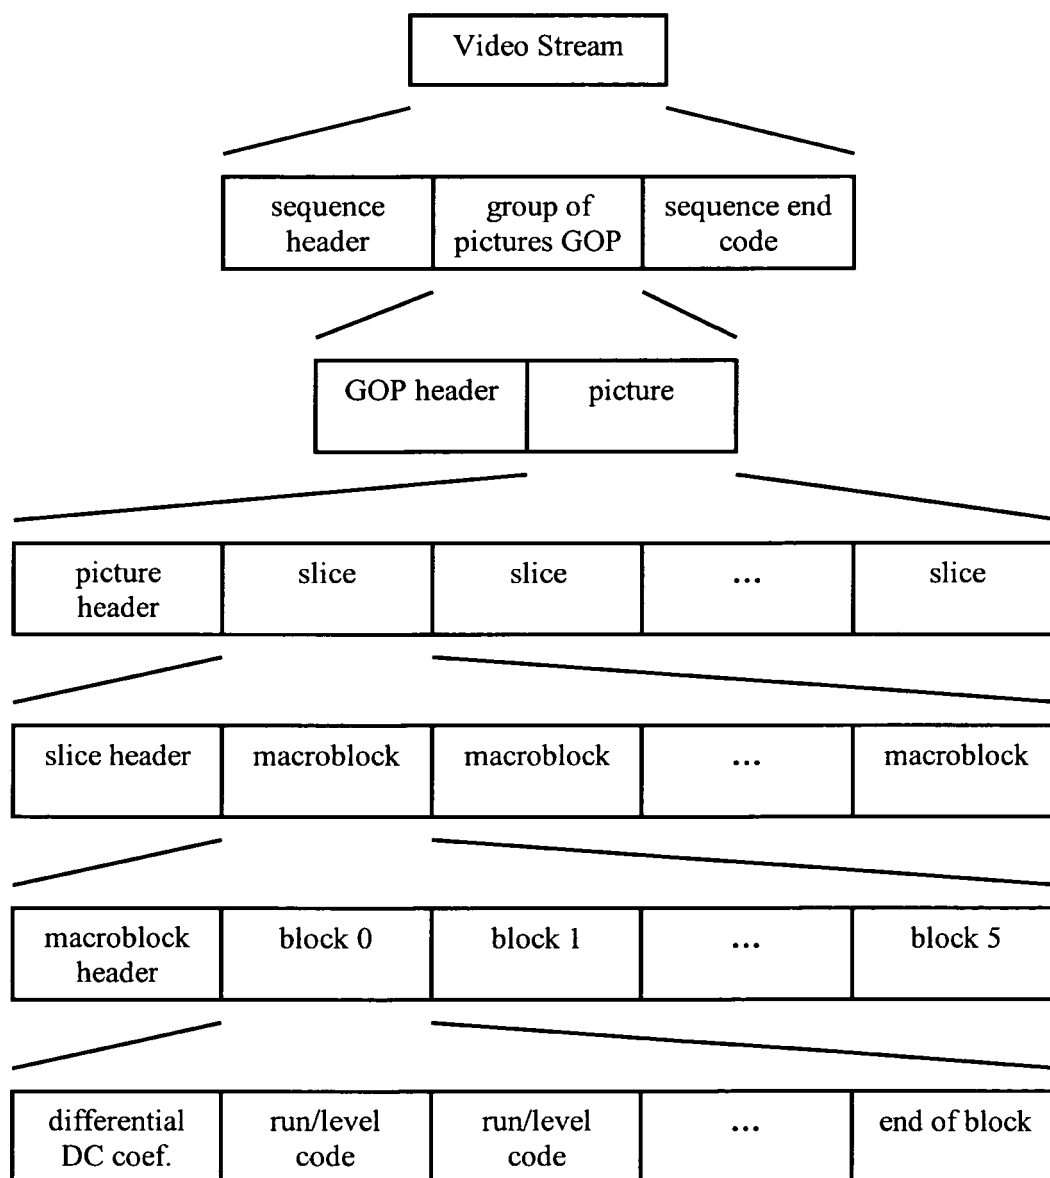 Video Stream
sequence header
group of pictures GOP
sequence end code
GOP header
picture
picture header
slice
slice
...
slice
slice header
macroblock
macroblock
...
macroblock
macroblock header
block 0
block 1
...
block 5
differential DC coef.
run/level code
run/level code
...
end of block